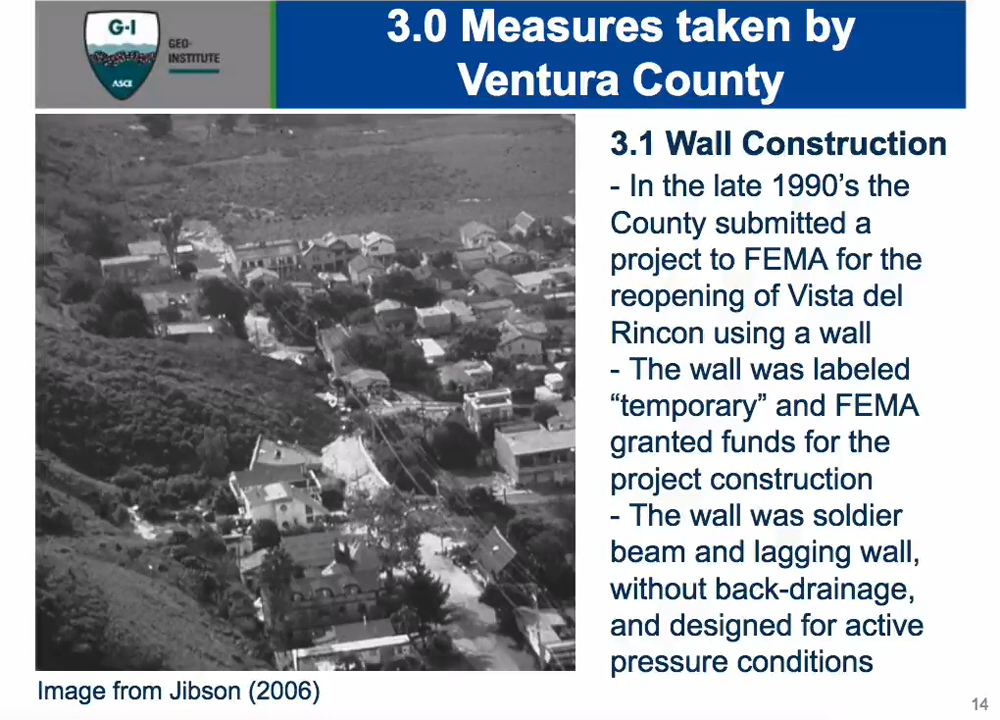 G-I
GEO-
INSTITUTE
ASCE
3.0 Measures taken by
Ventura County
3.1 Wall Construction
- In the late 1990’s the
County submitted a
project to FEMA for the
reopening of Vista del
Rincon using a wall
- The wall was labeled
“temporary” and FEMA
granted funds for the
project construction
- The wall was soldier
beam and lagging wall,
without back-drainage,
and designed for active
pressure conditions
Image from Jibson (2006)
14